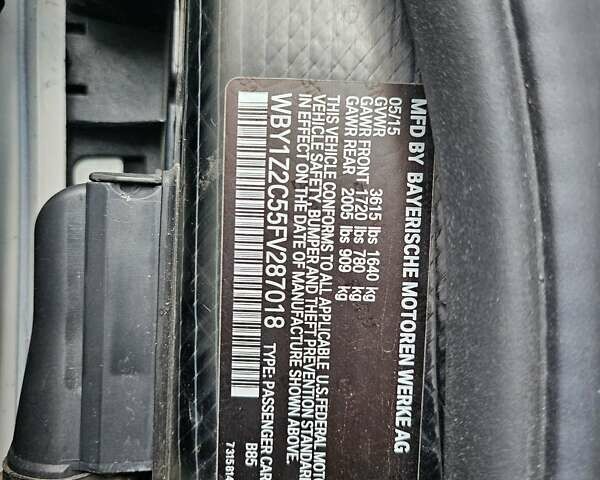 MFD BY BAYERISCHE MOTOREN WERKE AG
05/15
GVWR 3615 lbs 1640 kg
GAWR FRONT 1720 lbs 780 kg
GAWR REAR 2005 lbs 909 kg
THIS VEHICLE CONFORMS TO ALL APPLICABLE U.S.FEDERAL MOT
VEHICLE SAFETY, BUMPER AND THEFT PREVENTION STANDAR
IN EFFECT ON THE DATE OF MANUFACTURE SHOWN ABOVE.
WBY1Z2C55FV287018 TYPE: PASSENGER CAR
B85
7315814